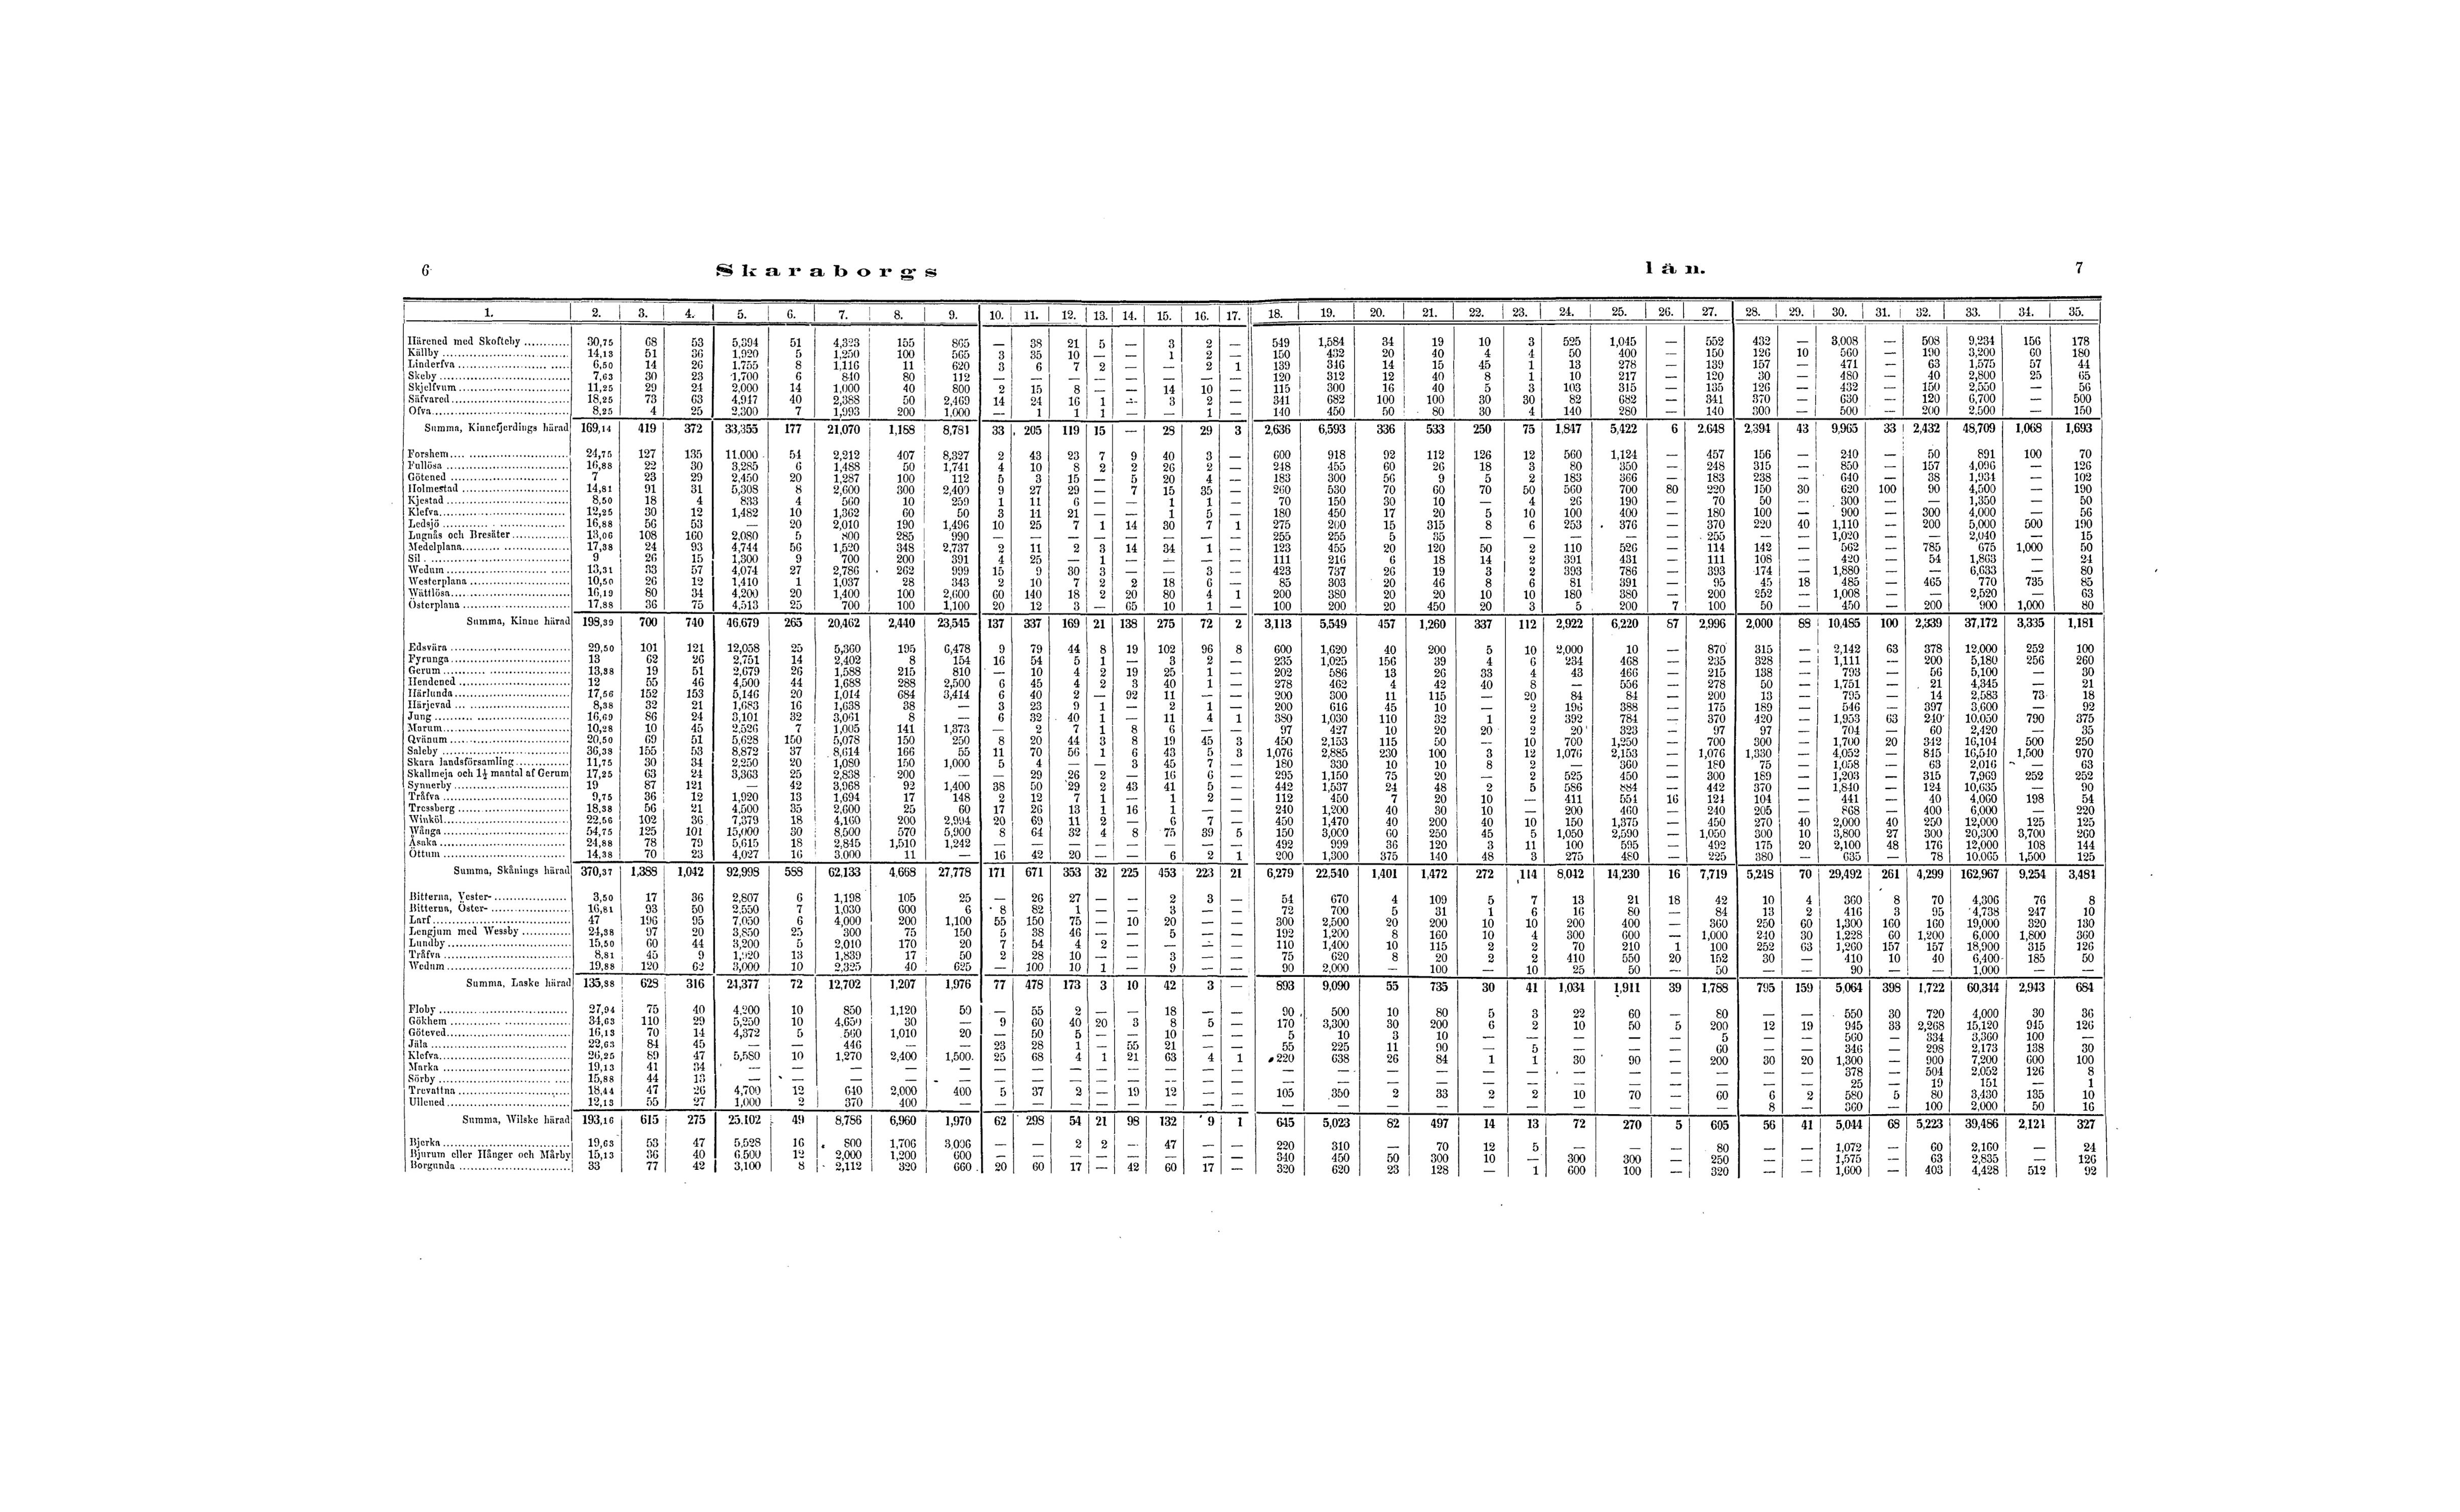 6 Skaraborgs län. 7
1. 2. 3. 4. 5. 6. 7. 8. 9. 10. 11. 12. 13. 14. 15. 16. 17. 18. 19. 20. 21. 22. 23. 24. 25. 26. 27. 28. 29. 30. 31. 32. 33. 34. 35.
Härened med Skofteby 30,75 68 53 5,394 51 4,323 155 865 — 38 21 5 — 3 2 — 549 1,584 34 19 10 3 525 1,045 — 552 432 — 3,008 — 508 9,234 156 178
Källby 14,13 51 36 1,920 5 1,250 100 565 3 35 10 — — 1 2 — 150 432 20 40 4 4 50 400 — 150 126 10 560 — 190 3,200 60 180
Linderfva 6,50 14 26 1,755 8 1,116 11 620 3 6 7 2 — — 2 1 139 346 14 15 45 1 13 278 — 139 157 — 471 — 63 1,575 57 44
Skeby 7,63 30 23 1,700 6 840 80 112 — — — — — — — — 120 312 12 40 8 1 10 217 — 120 30 — 480 — 40 2,800 25 65
Skjelfvum 11,25 29 24 2,000 14 1,000 40 800 2 15 8 — — 14 10 — 115 300 16 40 5 3 103 315 — 135 126 — 432 — 150 2,550 — 56
Säfvared 18,25 73 63 4,947 40 2,388 50 2,469 14 24 16 1 — 3 2 — 341 682 100 100 30 30 82 682 — 341 370 — 630 — 120 6,700 — 500
Ofva 8,25 4 25 2,300 7 1,993 200 1,000 — 1 1 1 — — 1 — 140 450 50 80 30 4 140 280 — 140 300 — 500 — 200 2,500 — 150
Summa, Kinnefjerdings härad 169,14 419 372 33,355 177 21,070 1,188 8,781 33 205 119 15 — 28 29 3 2,636 6,593 336 533 250 75 1,847 5,422 6 2,648 2,394 43 9,965 33 2,432 48,709 1,068 1,693
Forshem 24,75 127 135 11,000 54 2,212 407 8,327 2 43 23 7 9 40 3 — 600 918 92 112 126 12 560 1,124 — 457 156 — 240 — 50 891 100 70
Fullösa 16,88 22 30 3,285 6 1,488 50 1,741 4 10 8 2 2 26 2 — 248 455 60 26 18 3 80 350 — 248 315 — 850 — 157 4,096 — 126
Götened 7 23 29 2,450 20 1,287 100 112 5 3 15 — 5 20 4 — 183 300 56 9 5 2 183 366 — 183 238 — 640 — 38 1,934 — 102
Holmestad 14,81 91 31 5,308 8 2,600 300 2,409 9 27 29 — 7 15 35 — 260 530 70 60 70 50 560 700 80 220 150 30 620 100 90 4,500 — 190
Kjestad 8,50 18 4 833 4 560 10 259 1 11 6 — — 1 1 — 70 150 30 10 — 4 26 190 — 70 50 — 300 — — 1,350 — 50
Klefva 12,25 30 12 1,482 10 1,362 60 50 3 11 21 — — 1 5 — 180 450 17 20 5 10 100 400 — 180 100 — 900 — 300 4,000 — 56
Ledsjö 16,88 56 53 — 20 2,010 190 1,496 10 25 7 1 14 30 7 1 275 200 15 315 8 6 253 376 — 370 220 40 1,110 — 200 5,000 500 190
Lugnås och Bresäter 13,06 108 160 2,080 5 800 285 990 — — — — — — — — 255 255 5 35 — — — — — 255 — — 1,020 — — 2,040 — 15
Medelplana 17,38 24 93 4,744 56 1,520 348 2,737 2 11 2 3 14 34 1 — 123 455 20 120 50 2 110 526 — 114 142 — 562 — 785 675 1,000 50
Sil 9 26 15 1,300 9 700 200 391 4 25 — 1 — — — — 111 216 6 18 14 2 391 431 — 111 108 — 420 — 54 1,863 — 24
Wedum 13,31 33 57 4,074 27 2,786 262 999 15 9 30 3 — — 3 — 423 737 26 19 3 2 393 786 — 393 174 — 1,880 — — 6,633 — 80
Westerplana 10,50 26 12 1,410 1 1,037 28 343 2 10 7 2 2 18 6 — 85 303 20 46 8 6 81 391 — 95 45 18 485 — 465 770 735 85
Wättlösa 16,19 80 34 4,200 20 1,400 100 2,600 60 140 18 2 20 80 4 1 200 380 20 20 10 10 180 380 — 200 252 — 1,008 — — 2,520 — 63
Österplana 17,88 36 75 4,513 25 700 100 1,100 20 12 3 — 65 10 1 — 100 200 20 450 20 3 5 200 7 100 50 — 450 — 200 900 1,000 80
Summa, Kinne härad 198,39 700 740 46,679 265 20,462 2,440 23,545 137 337 169 21 138 275 72 2 3,113 5,549 457 1,260 337 112 2,922 6,220 87 2,996 2,000 88 10,485 100 2,339 37,172 3,335 1,181
Edsvära 29,50 101 121 12,058 25 5,360 195 6,478 9 79 44 8 19 102 96 8 600 1,620 40 200 5 10 2,000 10 — 870 315 — 2,142 63 378 12,000 252 100
Fyrunga 13 62 26 2,751 14 2,402 8 154 16 54 5 1 — 3 2 — 235 1,025 156 39 4 6 234 468 — 235 328 — 1,111 — 200 5,180 256 260
Gerum 13,38 19 51 2,679 26 1,588 215 810 — 10 4 2 19 25 1 — 202 586 13 26 33 4 43 466 — 215 138 — 793 — 56 5,100 — 30
Hendened 12 55 46 4,500 44 1,688 288 2,500 6 45 4 2 3 40 1 — 278 462 4 42 40 8 — 556 — 278 50 — 1,751 — 21 4,345 — 21
Härlunda 17,56 152 153 5,146 20 1,014 684 3,414 6 40 2 — 92 11 — — 200 300 11 115 — 20 84 84 — 200 13 — 795 — 14 2,583 73 18
Härjevad 8,38 32 21 1,683 16 1,638 38 — 3 23 9 1 — 2 1 — 200 616 45 10 — 2 196 388 — 175 189 — 546 — 397 3,600 — 92
Jung 16,69 86 24 3,101 32 3,061 8 — 6 32 40 1 — 11 4 1 380 1,030 110 32 1 2 392 784 — 370 420 — 1,953 63 240 10,050 790 375
Marum 10,28 10 45 2,526 7 1,005 141 1,373 — 2 7 1 8 6 — — 97 427 10 20 20 2 20 323 — 97 97 — 704 — 60 2,420 — 35
Qvänum 20,50 69 51 5,628 150 5,078 150 250 8 20 44 3 8 19 45 3 450 2,153 115 50 — 10 700 1,250 — 700 300 — 1,700 20 342 16,104 500 250
Saleby 36,38 155 53 8,872 37 8,614 166 55 11 70 56 1 6 43 5 3 1,076 2,885 230 100 3 12 1,076 2,153 — 1,076 1,330 — 4,052 — 845 16,540 1,500 970
Skara landsförsamling 11,75 30 34 2,250 20 1,080 150 1,000 5 4 — — 3 45 7 — 180 330 10 10 8 2 — 360 — 180 75 — 1,058 — 63 2,016 — 63
Skallmeja och 1½ mantal af Gerum 17,25 63 24 3,363 25 2,838 200 — — 29 26 2 — 16 6 — 295 1,150 75 20 — 2 525 450 — 300 189 — 1,203 — 315 7,969 252 252
Synnerby 19 87 121 — 42 3,968 92 1,400 38 50 29 2 43 41 5 — 442 1,537 24 48 2 5 586 884 — 442 370 — 1,840 — 124 10,635 — 90
Tråfva 9,75 36 12 1,920 13 1,694 17 148 2 12 7 1 — 1 2 — 112 450 7 20 10 — 411 554 16 124 104 — 441 — 40 4,060 198 54
Tressberg 18,38 56 21 4,500 35 2,600 25 60 17 26 13 1 16 1 — — 240 1,200 40 30 10 — 200 460 — 240 205 — 868 — 400 6,000 — 220
Winköl 22,56 102 36 7,379 18 4,160 200 2,994 20 69 11 2 — 6 7 — 450 1,470 40 200 40 10 150 1,375 — 450 270 40 2,000 40 250 12,000 125 125
Wånga 54,75 125 101 15,000 30 8,500 570 5,900 8 64 32 4 8 75 39 5 150 3,000 60 250 45 5 1,050 2,590 — 1,050 300 10 3,800 27 300 20,300 3,700 260
Åsaka 24,88 78 79 5,615 18 2,845 1,510 1,242 — — — — — — — — 492 999 36 120 3 11 100 595 — 492 175 20 2,100 48 176 12,000 108 144
Öttum 14,38 70 23 4,027 16 3,000 11 — 16 42 20 — — 6 2 1 200 1,300 375 140 48 3 275 480 — 225 380 — 635 — 78 10,065 1,500 125
Summa, Skånings härad 370,37 1,388 1,042 92,998 588 62,133 4,668 27,778 171 671 353 32 225 453 223 21 6,279 22,540 1,401 1,472 272 114 8,042 14,230 16 7,719 5,248 70 29,492 261 4,299 162,967 9,254 3,484
Bitterna, Vester- 3,50 17 36 2,807 6 1,198 105 25 — 26 27 — — 2 3 — 54 670 4 109 5 7 13 21 18 42 10 4 360 8 70 4,306 76 8
Bitterna, Öster- 16,81 93 50 2,550 7 1,030 600 6 8 82 1 — — 3 — — 72 700 5 31 1 6 16 80 — 84 13 2 416 3 95 4,738 247 10
Larf 47 196 95 7,050 6 4,000 200 1,100 55 150 75 — 10 20 — — 300 2,500 20 200 10 10 200 400 — 360 250 60 1,300 160 160 19,000 320 130
Lengjum med Wessby 24,38 97 20 3,850 25 300 75 150 5 38 46 — — 5 — — 192 1,200 8 160 10 4 300 600 — 1,000 240 30 1,228 60 1,200 6,000 1,800 360
Lundby 15,50 60 44 3,200 5 2,010 170 20 7 54 4 2 — — — — 110 1,400 10 115 2 2 70 210 1 100 252 63 1,260 157 157 18,900 315 126
Tråfva 8,81 45 9 1,920 13 1,839 17 50 2 28 10 — — 3 — — 75 620 8 20 2 2 410 550 20 152 30 — 410 10 40 6,400 185 50
Wedum 19,88 120 62 3,000 10 2,325 40 625 — 100 10 1 — 9 — — 90 2,000 — 100 — 10 25 50 — 50 — — 90 — — 1,000 — —
Summa, Laske härad 135,88 628 316 24,377 72 12,702 1,207 1,976 77 478 173 3 10 42 3 — 893 9,090 55 735 30 41 1,034 1,911 39 1,788 795 159 5,064 398 1,722 60,344 2,943 684
Floby 27,94 75 40 4,200 10 850 1,120 50 — 55 2 — — 18 — — 90 500 10 80 5 3 22 60 — 80 — — 550 30 720 4,000 30 36
Gökhem 34,63 110 29 5,250 10 4,650 30 — 9 60 40 20 3 8 5 — 170 3,300 30 200 6 2 10 50 5 200 12 19 945 33 2,268 15,120 945 126
Göteved 16,13 70 14 4,372 5 560 1,010 20 — 50 5 — — 10 — — 5 10 3 10 — — — — — 5 — — 560 — 334 3,360 100 —
Jäla 22,63 84 45 — — 446 — — 23 28 1 — 55 21 — — 55 225 11 90 — 5 — — — 60 — — 346 — 298 2,173 138 30
Klefva 26,25 89 47 5,580 10 1,270 2,400 1,500 25 68 4 1 21 63 4 1 220 638 26 84 1 1 30 90 — 200 30 20 1,300 — 900 7,200 600 100
Marka 19,13 41 34 — — — — — — — — — — — — — — — — — — — — — — — — — 378 — 504 2,052 126 8
Sörby 15,88 44 13 — — — — — — — — — — — — — — — — — — — — — — — — — 25 — 19 151 — 1
Trevattna 18,44 47 26 4,700 12 640 2,000 400 5 37 2 — 19 12 — — 105 350 2 33 2 2 10 70 — 60 6 2 580 5 80 3,430 135 10
Ullened 12,13 55 27 1,000 2 370 400 — — — — — — — — — — — — — — — — — — — 8 — 360 — 100 2,000 50 16
Summa, Wilske härad 193,16 615 275 25,102 49 8,786 6,960 1,970 62 298 54 21 98 132 9 1 645 5,023 82 497 14 13 72 270 5 605 56 41 5,044 68 5,223 39,486 2,121 327
Bjerka 19,63 53 47 5,528 16 800 1,706 3,006 — — 2 2 — 47 — — 220 310 — 70 12 5 — — — 80 — — 1,072 — 60 2,160 — 24
Bjurum eller Hånger och Mårby 15,13 36 40 6,500 12 2,000 1,200 600 — — — — — — — — 340 450 50 300 10 — 300 300 — 250 — — 1,575 — 63 2,835 — 126
Borgunda 33 77 42 3,100 8 2,112 320 660 20 60 17 — 42 60 17 — 320 620 23 128 — 1 600 100 — 320 — — 1,600 — 403 4,428 512 92